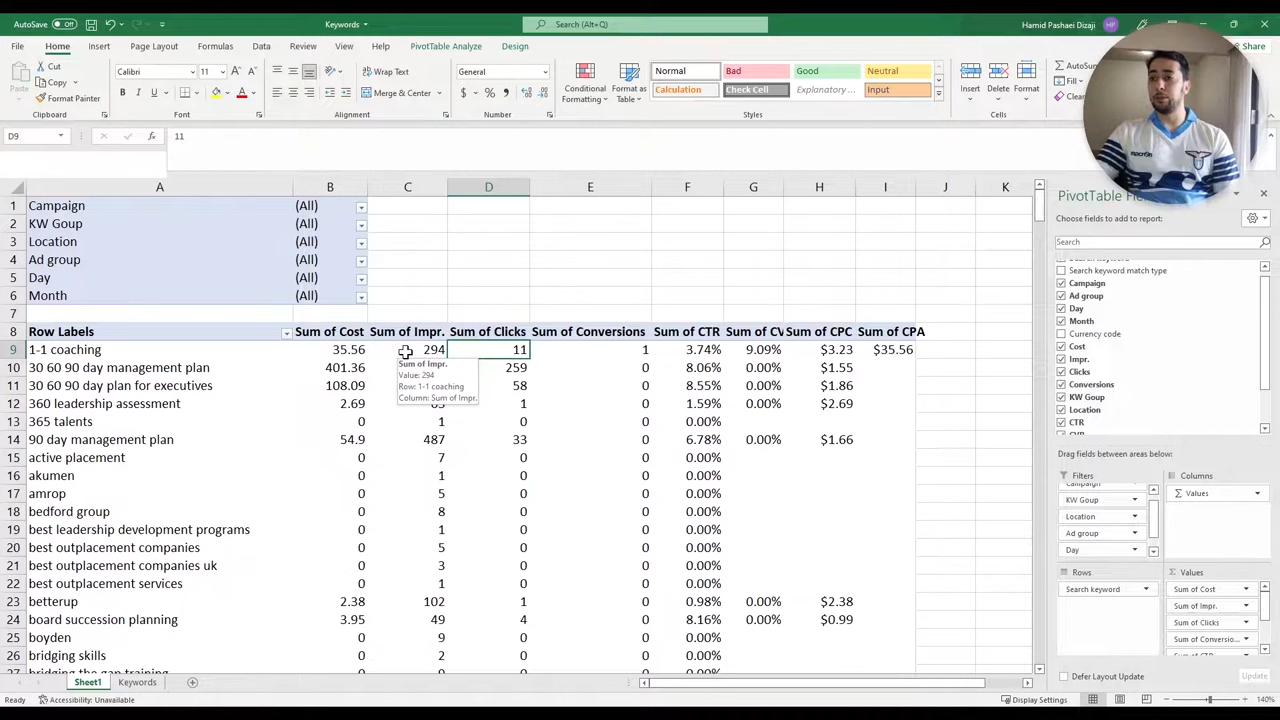 AutoSave Off Keywords Search (Alt+Q) Hamid Pashaei Dizaji HP
File Home Insert Page Layout Formulas Data Review View Help PivotTable Analyze Design Share
Paste Cut Copy Format Painter Clipboard
Calibri 11 Font
Wrap Text Merge & Center Alignment
General Number
Conditional Formatting Format as Table
Normal Bad Good Neutral
Calculation Check Cell Explanatory ... Input
Styles
Insert Delete Format Cells
AutoSum
Fill
D9 fx 11
A B C D E F G H I J K
1 Campaign (All)
2 KW Goup (All)
3 Location (All)
4 Ad group (All)
5 Day (All)
6 Month (All)
7
8 Row Labels Sum of Cost Sum of Impr. Sum of Clicks Sum of Conversions Sum of CTR Sum of CV Sum of CPC Sum of CPA
9 1-1 coaching 35.56 294 11 1 3.74% 9.09% $3.23 $35.56
10 30 60 90 day management plan 401.36 259 0 8.06% 0.00% $1.55
11 30 60 90 day plan for executives 108.09 58 0 8.55% 0.00% $1.86
12 360 leadership assessment 2.69 1 0 1.59% 0.00% $2.69
13 365 talents 0 1 0 0 0.00%
14 90 day management plan 54.9 487 33 0 6.78% 0.00% $1.66
15 active placement 0 7 0 0 0.00%
16 akumen 0 1 0 0 0.00%
17 amrop 0 5 0 0 0.00%
18 bedford group 0 8 0 0 0.00%
19 best leadership development programs 0 1 0 0 0.00%
20 best outplacement companies 0 5 0 0 0.00%
21 best outplacement companies uk 0 3 0 0 0.00%
22 best outplacement services 0 1 0 0 0.00%
23 betterup 2.38 102 1 0 0.98% 0.00% $2.38
24 board succession planning 3.95 49 4 0 8.16% 0.00% $0.99
25 boyden 0 9 0 0 0.00%
26 bridging skills 0 2 0 0 0.00%
bridging the gap training
Sum of Impr.
Value: 294
Row: 1-1 coaching
Column: Sum of Impr.
macron
PivotTable Fi
Choose fields to add to report:
Search
Search keyword match type
Campaign
Ad group
Day
Month
Currency code
Cost
Impr.
Clicks
Conversions
KW Goup
Location
CTR
Drag fields between areas below:
Filters
KW Goup
Location
Ad group
Day
Columns
Values
Rows
Search keyword
Values
Sum of Cost
Sum of Impr.
Sum of Clicks
Sum of Conversio...
Defer Layout Update Update
Sheet1 Keywords
Ready Accessibility: Unavailable Display Settings 140%